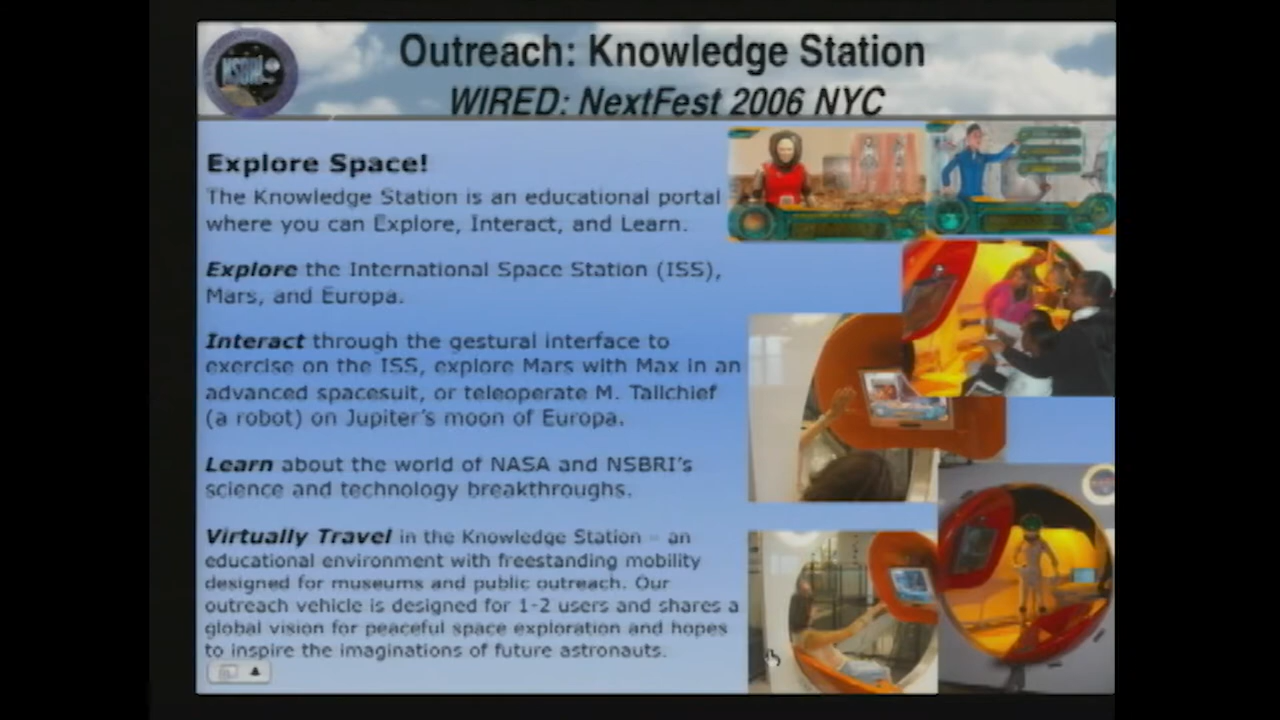 Outreach: Knowledge Station
WIRED: NextFest 2006 NYC
Explore Space!
The Knowledge Station is an educational portal
where you can Explore, Interact, and Learn.
Explore the International Space Station (ISS),
Mars, and Europa.
Interact through the gestural interface to
exercise on the ISS, explore Mars with Max in an
advanced spacesuit, or teleoperate M. Tallchief
(a robot) on Jupiter's moon of Europa.
Learn about the world of NASA and NSBRI's
science and technology breakthroughs.
Virtually Travel in the Knowledge Station – an
educational environment with freestanding mobility
designed for museums and public outreach. Our
outreach vehicle is designed for 1-2 users and shares a
global vision for peaceful space exploration and hopes
to inspire the imaginations of future astronauts.